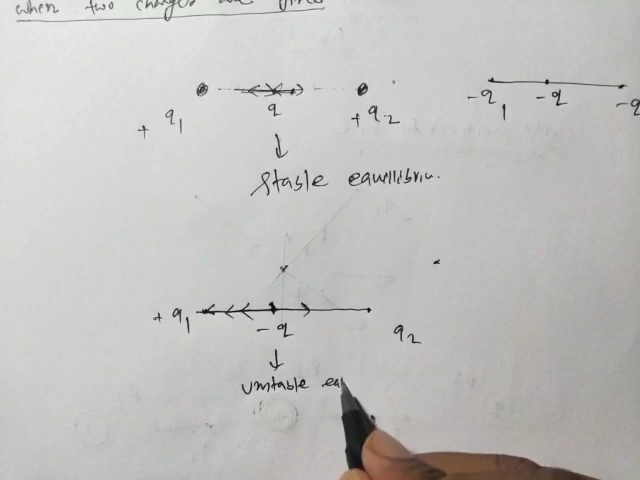 when two charges are fixed
+ q1 q + q2
- q1 - q - q
Stable equilibriu.
+ q1 - q q2
unstable eq